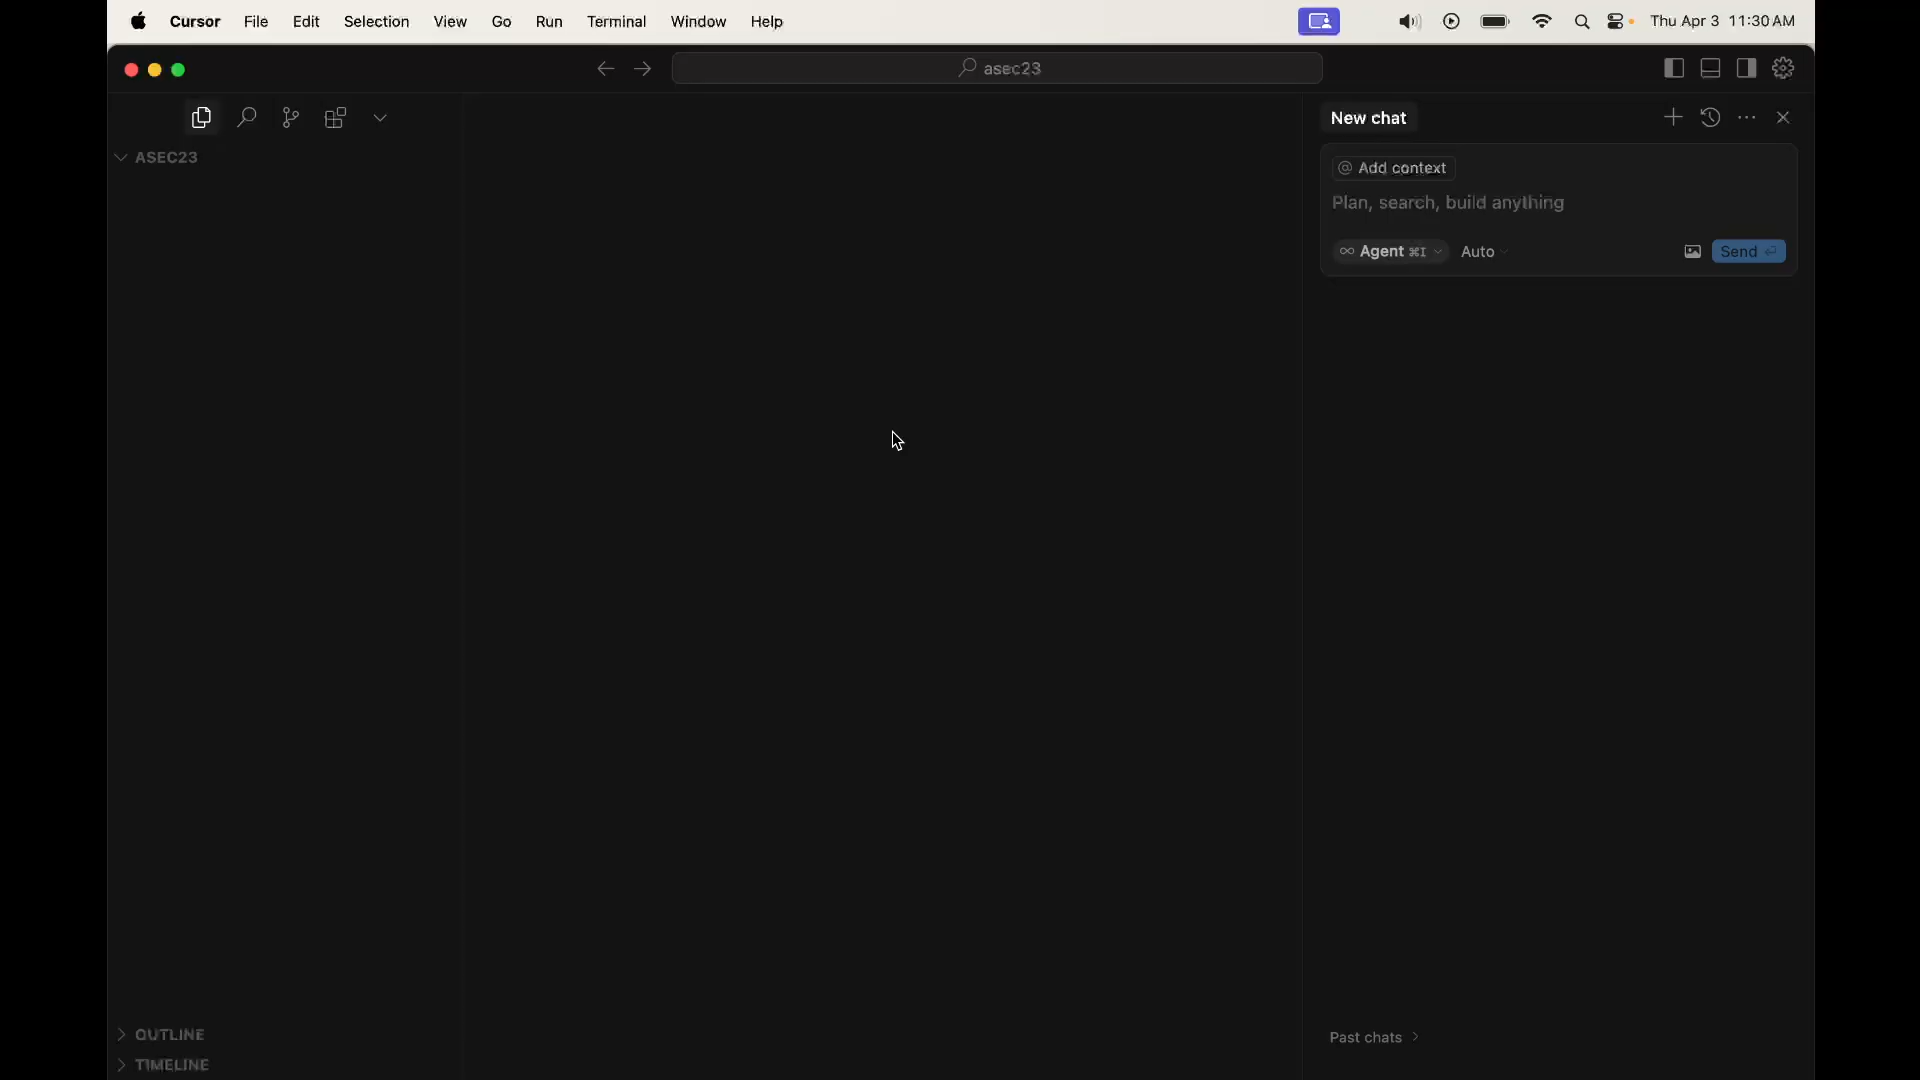 Cursor File Edit Selection View Go Run Terminal Window Help Thu Apr 3 11:30 AM
asec23
New chat
ASEC23
@ Add context
Plan, search, build anything
Agent ⌘I Auto Send
OUTLINE
Past chats
TIMELINE